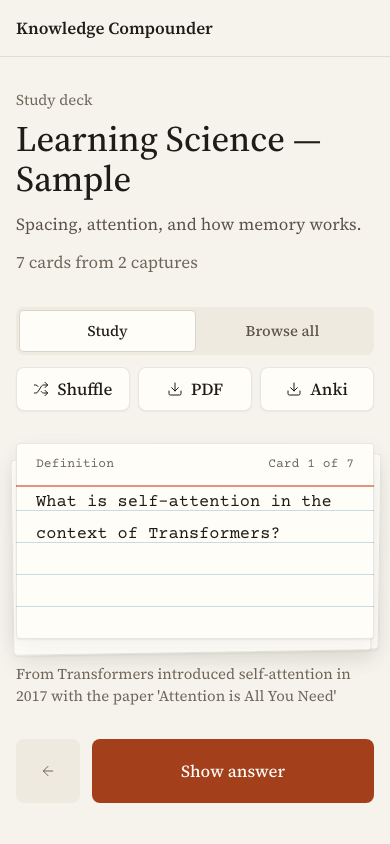 Knowledge Compounder
Study deck
Learning Science —
Sample
Spacing, attention, and how memory works.
7 cards from 2 captures
Study
Browse all
Shuffle
PDF
Anki
Definition
Card 1 of 7
What is self-attention in the
context of Transformers?
From Transformers introduced self-attention in
2017 with the paper 'Attention is All You Need'
Show answer